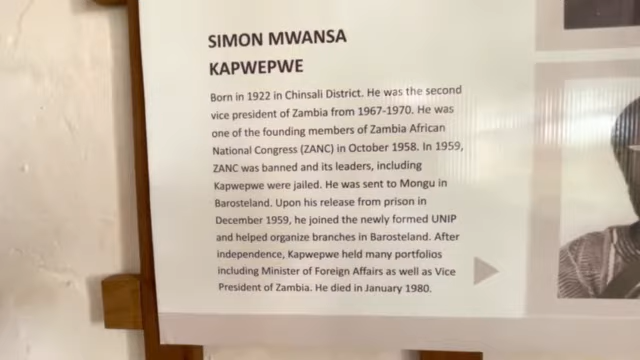 SIMON MWANSA
KAPWEPWE
Born in 1922 in Chinsali District. He was the second
vice president of Zambia from 1967-1970. He was
one of the founding members of Zambia African
National Congress (ZANC) in October 1958. In 1959,
ZANC was banned and its leaders, including
Kapwepwe were jailed. He was sent to Mongu in
Barosteland. Upon his release from prison in
December 1959, he joined the newly formed UNIP
and helped organize branches in Barosteland. After
independence, Kapwepwe held many portfolios
including Minister of Foreign Affairs as well as Vice
President of Zambia. He died in January 1980.